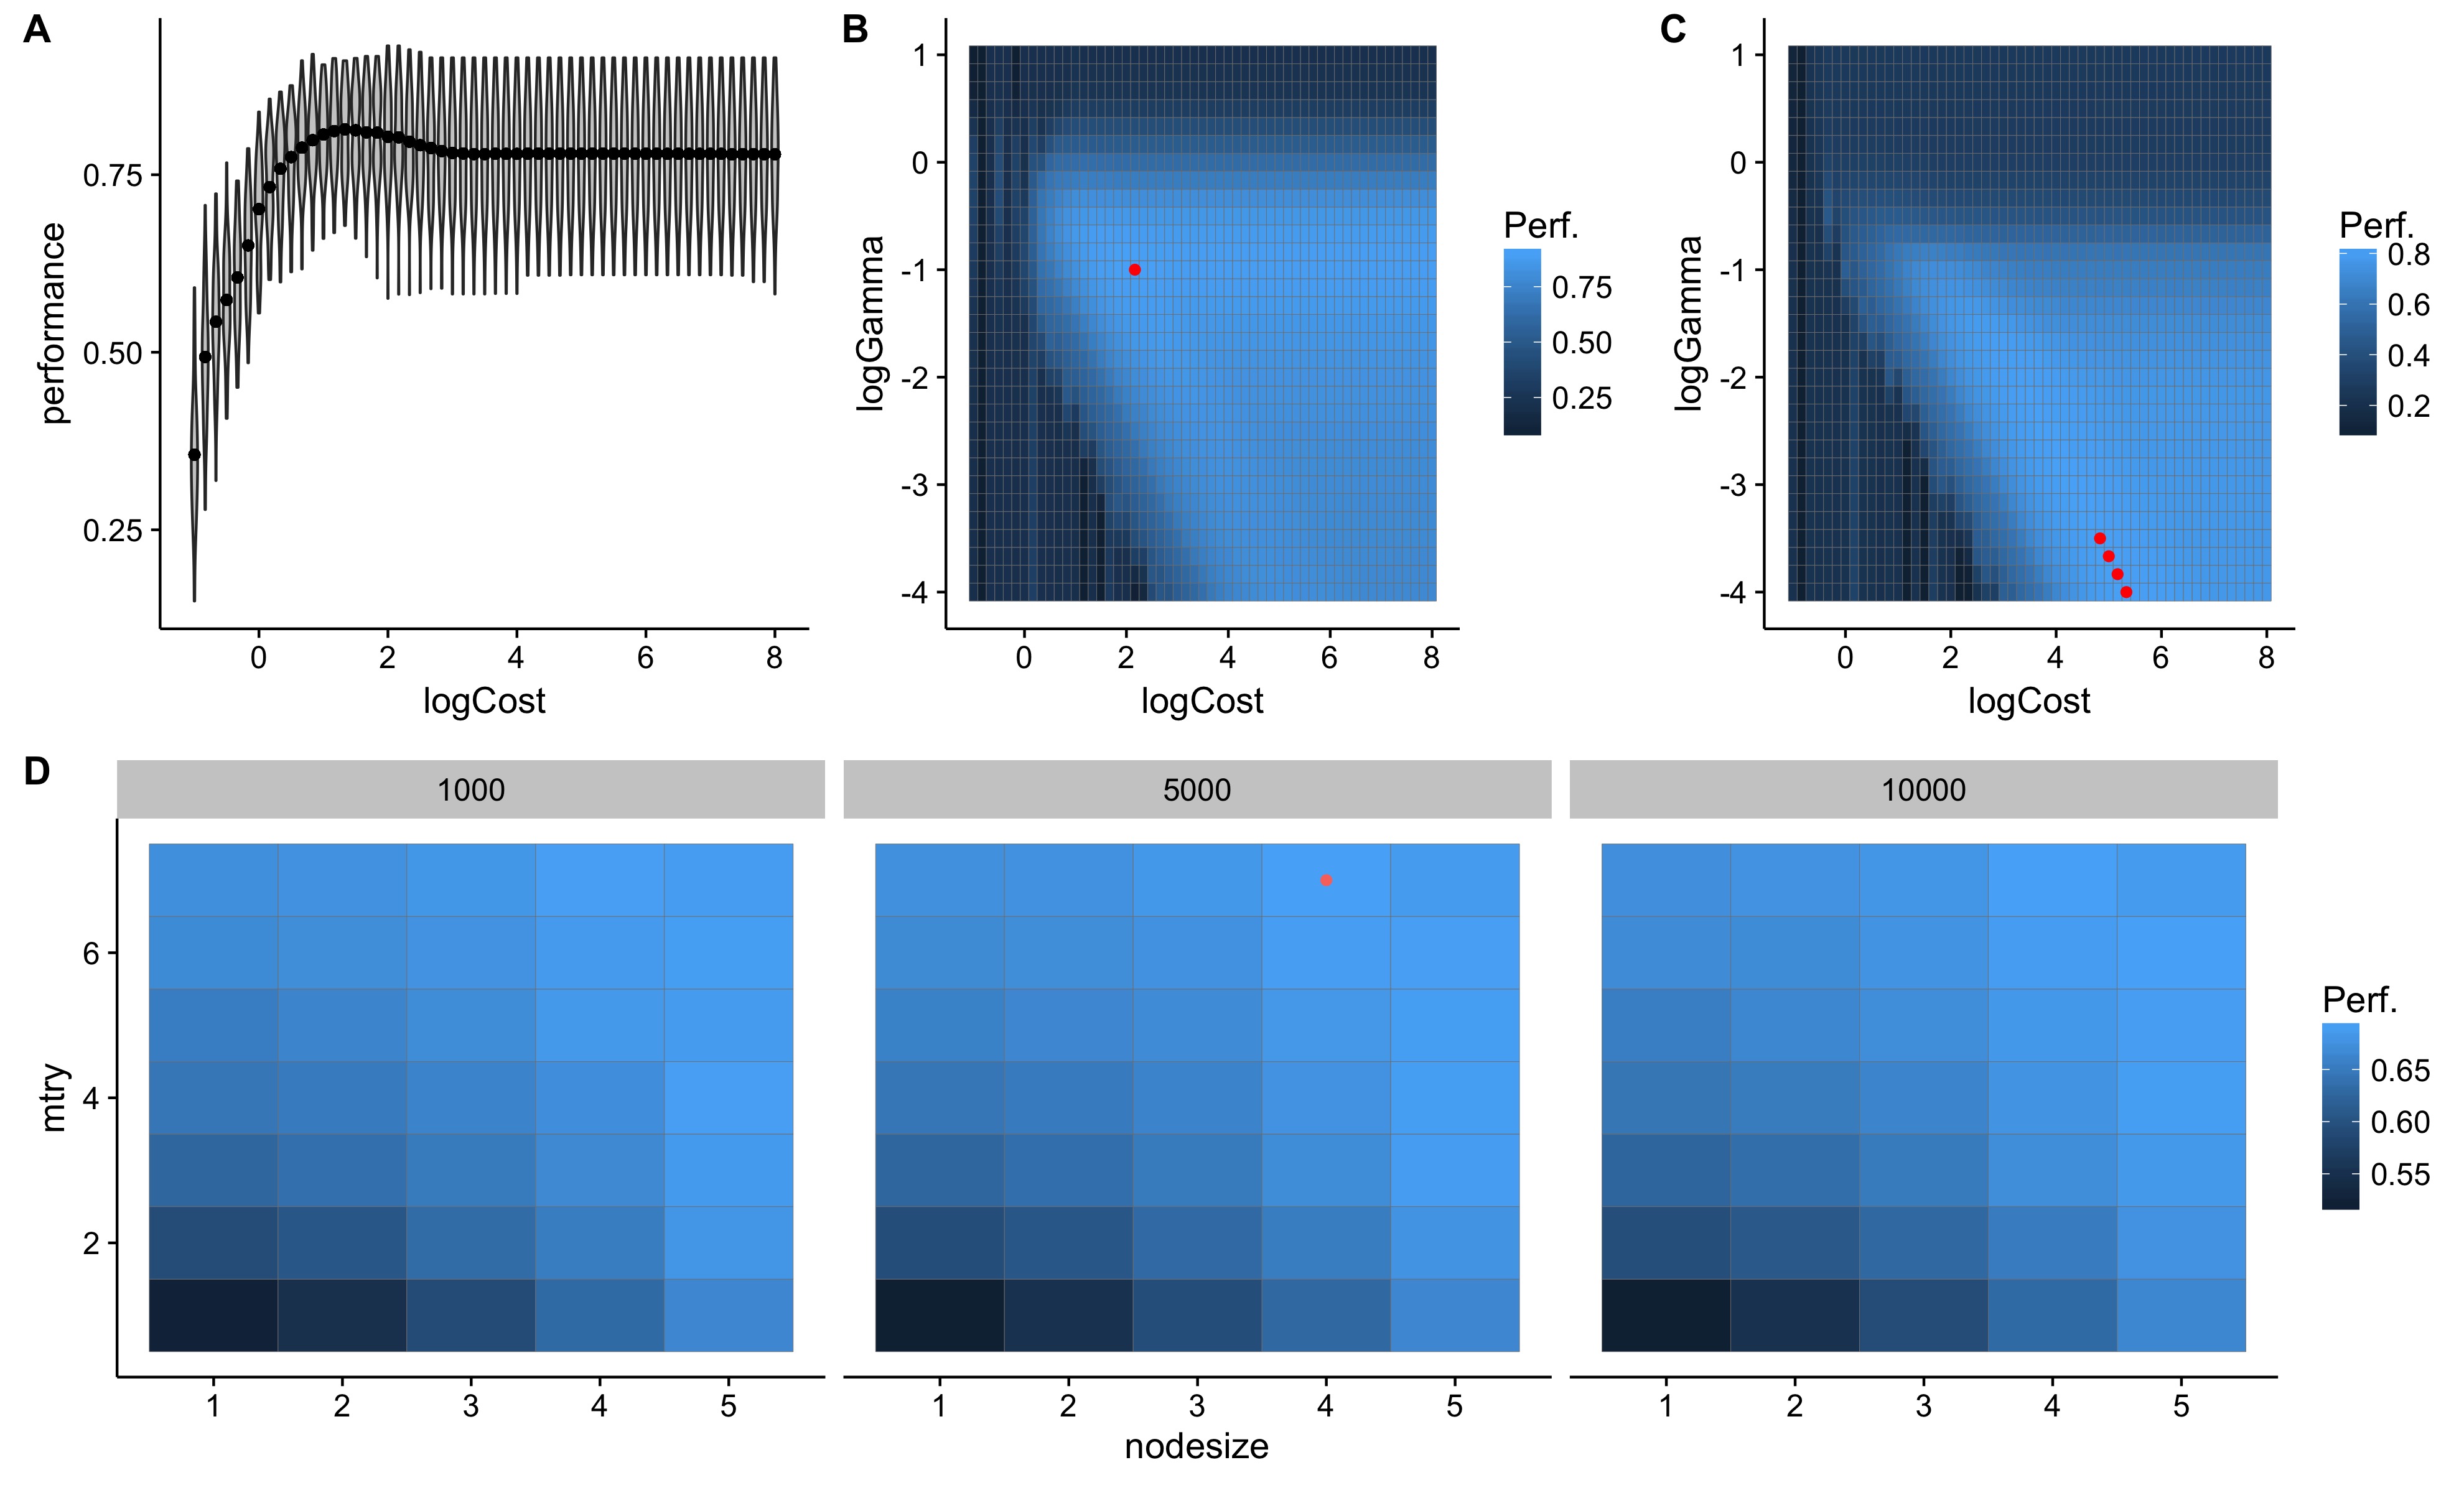 A
performance
0.75
0.50
0.25
0 2 4 6 8
logCost
B
logGamma
1
0
-1
-2
-3
-4
0 2 4 6 8
logCost
Perf.
0.75
0.50
0.25
C
logGamma
1
0
-1
-2
-3
-4
0 2 4 6 8
logCost
Perf.
0.8
0.6
0.4
0.2
D
1000 5000 10000
mtry
6
4
2
1 2 3 4 5 1 2 3 4 5 1 2 3 4 5
nodesize
Perf.
0.65
0.60
0.55